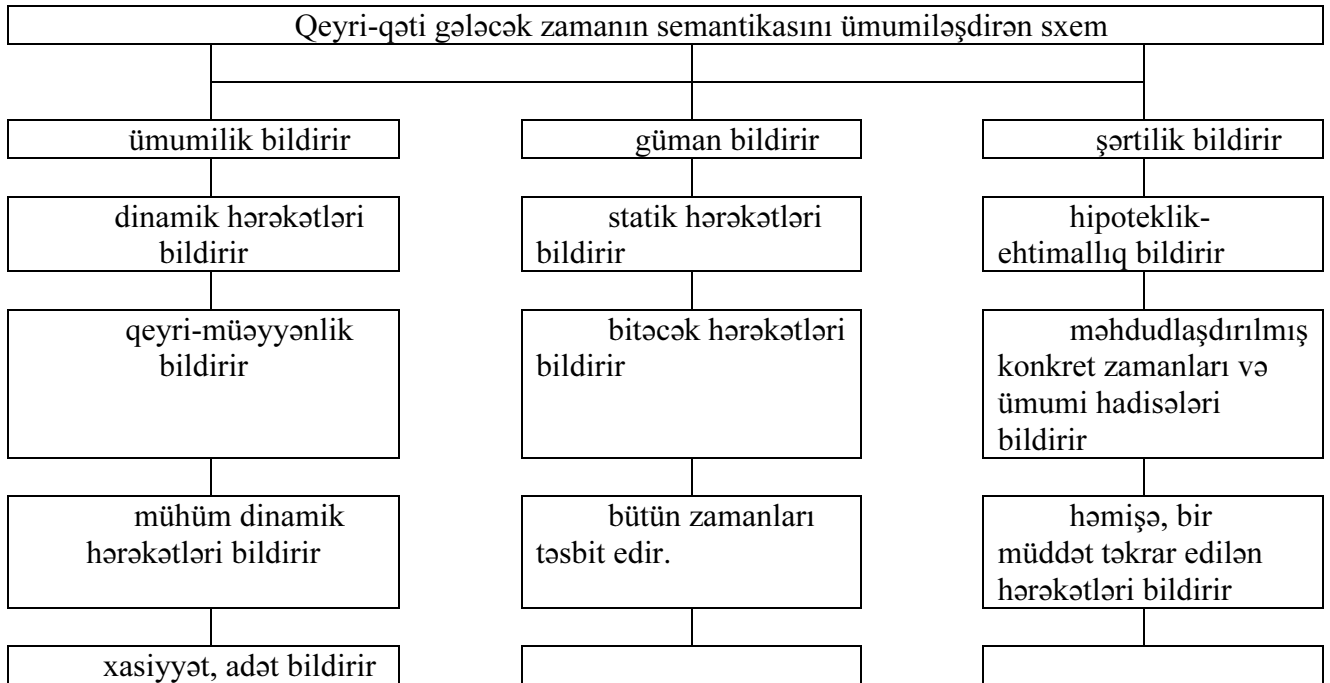 Qeyri-qəti gələcək zamanın semantikasını ümumiləşdirən sxem
ümumilik bildirir
güman bildirir
şərtilik bildirir
dinamik hərəkətləri
bildirir
statik hərəkətləri
bildirir
hipoteklik-
ehtimallıq bildirir
qeyri-müəyyənlik
bildirir
bitəcək hərəkətləri
bildirir
məhdudlaşdırılmış
konkret zamanları və
ümumi hadisələri
bildirir
mühüm dinamik
hərəkətləri bildirir
bütün zamanları
təsbit edir.
həmişə, bir
müddət təkrar edilən
hərəkətləri bildirir
xasiyyət, adət bildirir